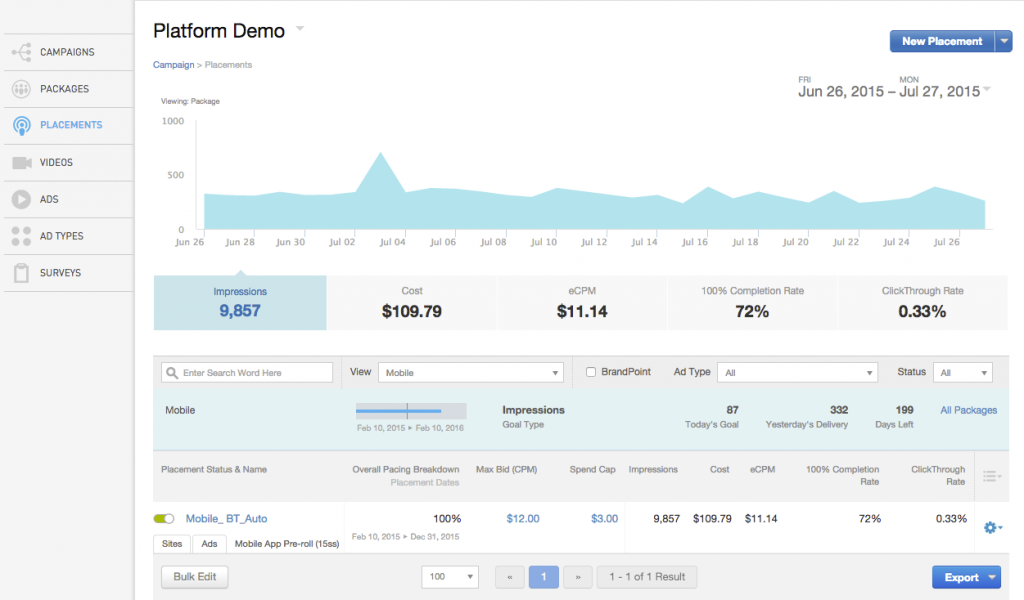 Platform Demo
New Placement
CAMPAIGNS
PACKAGES
PLACEMENTS
VIDEOS
ADS
AD TYPES
SURVEYS
Campaign > Placements
FRI MON
Jun 26, 2015 – Jul 27, 2015
Viewing: Package
1000
500
0
Jun 26 Jun 28 Jun 30 Jul 02 Jul 04 Jul 06 Jul 08 Jul 10 Jul 12 Jul 14 Jul 16 Jul 18 Jul 20 Jul 22 Jul 24 Jul 26
Impressions Cost eCPM 100% Completion Rate ClickThrough Rate
9,857 $109.79 $11.14 72% 0.33%
Enter Search Word Here View Mobile BrandPoint Ad Type All Status All
Mobile Impressions 87 332 199 All Packages
Feb 10, 2015 ▸ Feb 10, 2016 Goal Type Today's Goal Yesterday's Delivery Days Left
Placement Status & Name Overall Pacing Breakdown Max Bid (CPM) Spend Cap Impressions Cost eCPM 100% Completion ClickThrough
Placement Dates Rate Rate
Mobile_ BT_Auto 100% $12.00 $3.00 9,857 $109.79 $11.14 72% 0.33%
Feb 10, 2015 ▸ Dec 31, 2015
Sites Ads Mobile App Pre-roll (15ss)
Bulk Edit 100 « 1 » 1 - 1 of 1 Result Export